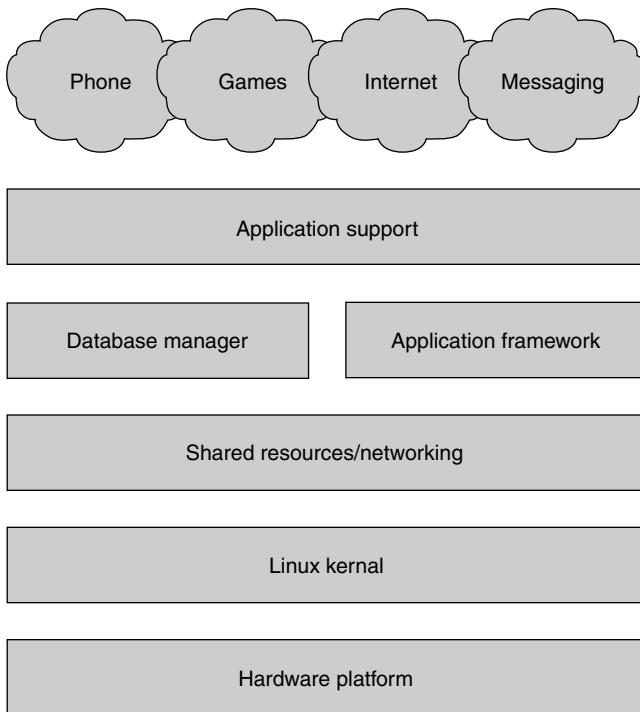 Phone Games Internet Messaging
Application support
Database manager Application framework
Shared resources/networking
Linux kernal
Hardware platform